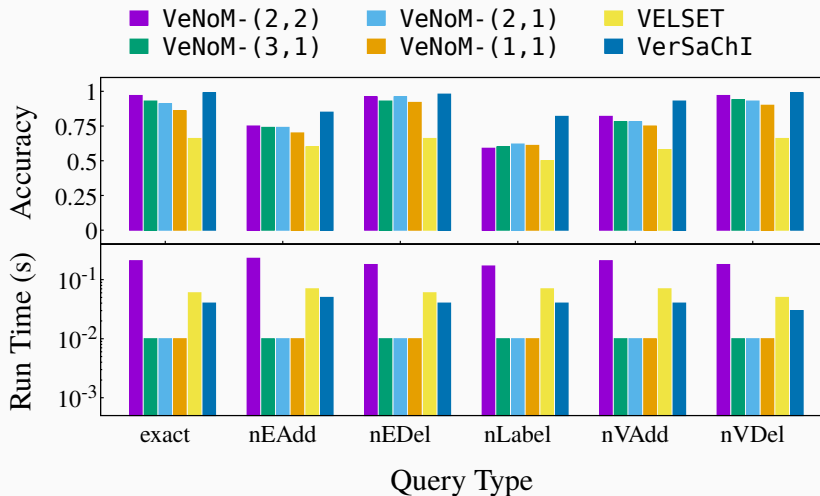 VeNoM-(2,2) VeNoM-(2,1) VELSET
VeNoM-(3,1) VeNoM-(1,1) VerSaChI
Accuracy
1
0.75
0.5
0.25
0
Run Time (s)
10^-1
10^-2
10^-3
exact nEAdd nEDel nLabel nVAdd nVDel
Query Type